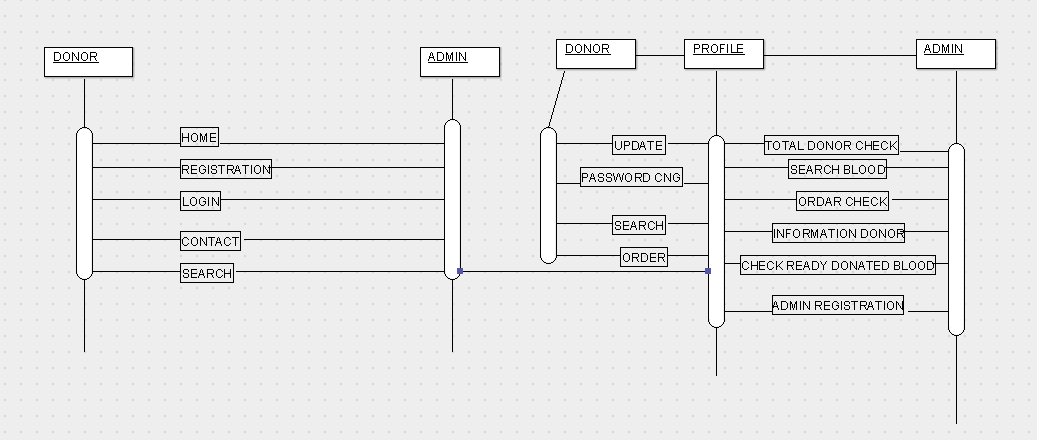 DONOR
ADMIN
DONOR
PROFILE
ADMIN
HOME
REGISTRATION
LOGIN
CONTACT
SEARCH
UPDATE
PASSWORD CNG
SEARCH
ORDER
TOTAL DONOR CHECK
SEARCH BLOOD
ORDAR CHECK
INFORMATION DONOR
CHECK READY DONATED BLOOD
ADMIN REGISTRATION